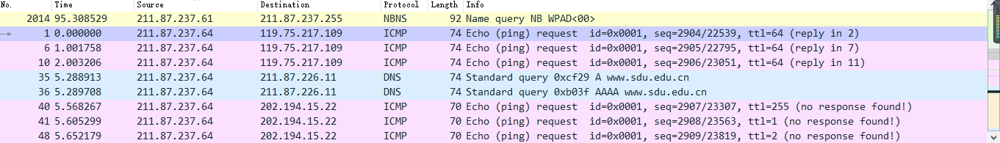 No. Time Source Destination Protocol Length Info
2014 95.308529 211.87.237.61 211.87.237.255 NBNS 92 Name query NB WPAD<00>
1 0.000000 211.87.237.64 119.75.217.109 ICMP 74 Echo (ping) request id=0x0001, seq=2904/22539, ttl=64 (reply in 2)
6 1.001758 211.87.237.64 119.75.217.109 ICMP 74 Echo (ping) request id=0x0001, seq=2905/22795, ttl=64 (reply in 7)
10 2.003206 211.87.237.64 119.75.217.109 ICMP 74 Echo (ping) request id=0x0001, seq=2906/23051, ttl=64 (reply in 11)
35 5.288913 211.87.237.64 211.87.226.11 DNS 74 Standard query 0xcf29 A www.sdu.edu.cn
36 5.289708 211.87.237.64 211.87.226.11 DNS 74 Standard query 0xb03f AAAA www.sdu.edu.cn
40 5.568267 211.87.237.64 202.194.15.22 ICMP 70 Echo (ping) request id=0x0001, seq=2907/23307, ttl=255 (no response found!)
41 5.605299 211.87.237.64 202.194.15.22 ICMP 70 Echo (ping) request id=0x0001, seq=2908/23563, ttl=1 (no response found!)
48 5.652179 211.87.237.64 202.194.15.22 ICMP 70 Echo (ping) request id=0x0001, seq=2909/23819, ttl=2 (no response found!)